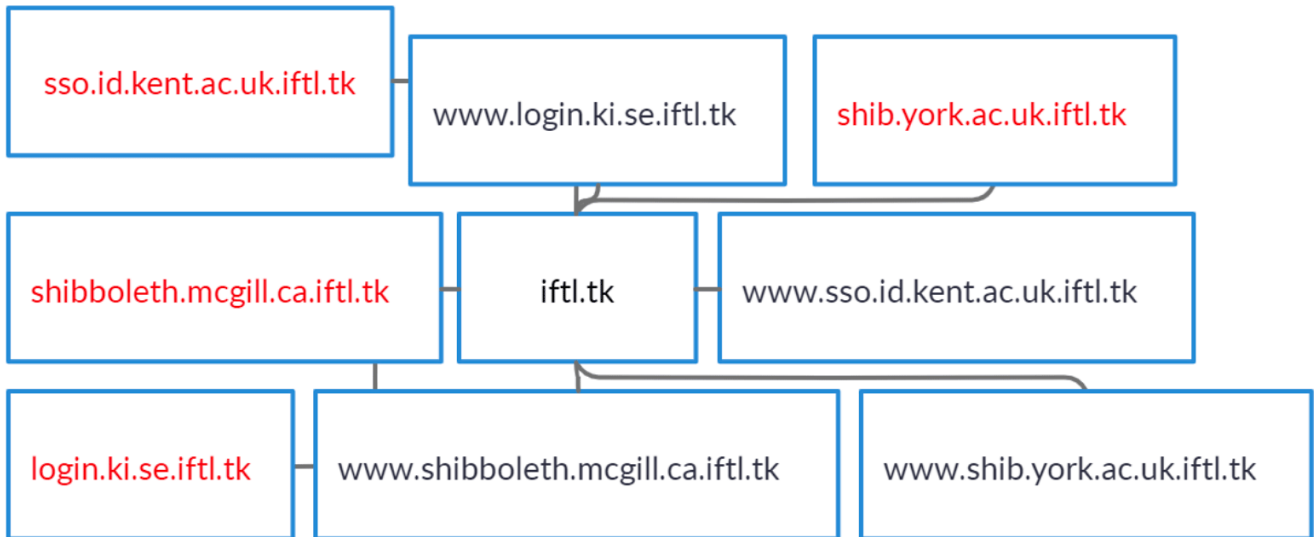 sso.id.kent.ac.uk.iftl.tk
www.login.ki.se.iftl.tk
shib.york.ac.uk.iftl.tk
shibboleth.mcgill.ca.iftl.tk
iftl.tk
www.sso.id.kent.ac.uk.iftl.tk
login.ki.se.iftl.tk
www.shibboleth.mcgill.ca.iftl.tk
www.shib.york.ac.uk.iftl.tk